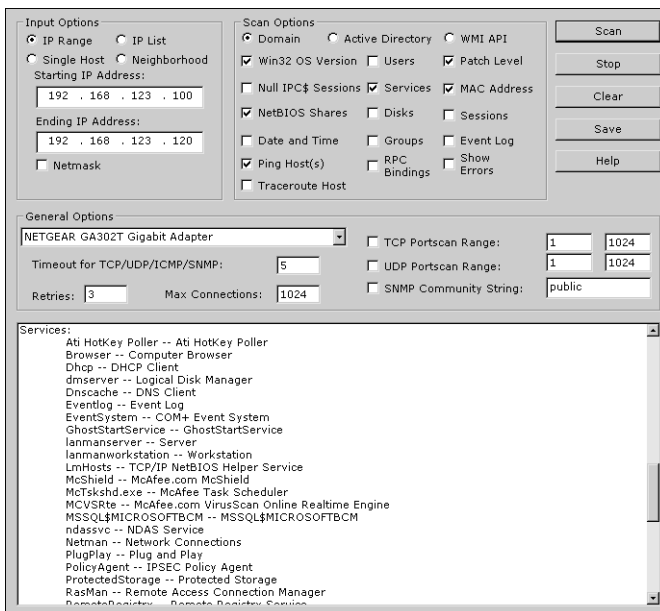 Input Options
IP Range IP List
Single Host Neighborhood
Starting IP Address:
192 . 168 . 123 . 100
Ending IP Address:
192 . 168 . 123 . 120
Netmask
Scan Options
Domain Active Directory WMI API
Win32 OS Version Users Patch Level
Null IPC$ Sessions Services MAC Address
NetBIOS Shares Disks Sessions
Date and Time Groups Event Log
Ping Host(s) RPC Bindings Show Errors
Traceroute Host
Scan
Stop
Clear
Save
Help
General Options
NETGEAR GA302T Gigabit Adapter
Timeout for TCP/UDP/ICMP/SNMP: 5
Retries: 3 Max Connections: 1024
TCP Portscan Range: 1 1024
UDP Portscan Range: 1 1024
SNMP Community String: public
Services:
Ati HotKey Poller -- Ati HotKey Poller
Browser -- Computer Browser
Dhcp -- DHCP Client
dmserver -- Logical Disk Manager
Dnscache -- DNS Client
Eventlog -- Event Log
EventSystem -- COM+ Event System
GhostStartService -- GhostStartService
lanmanserver -- Server
lanmanworkstation -- Workstation
LmHosts -- TCP/IP NetBIOS Helper Service
McShield -- McAfee.com McShield
McTskshd.exe -- McAfee Task Scheduler
MCVSRte -- McAfee.com VirusScan Online Realtime Engine
MSSQL$MICROSOFTBCM -- MSSQL$MICROSOFTBCM
ndassvc -- NDAS Service
Netman -- Network Connections
PlugPlay -- Plug and Play
PolicyAgent -- IPSEC Policy Agent
ProtectedStorage -- Protected Storage
RasMan -- Remote Access Connection Manager
RemoteRegistry -- Remote Registry Service